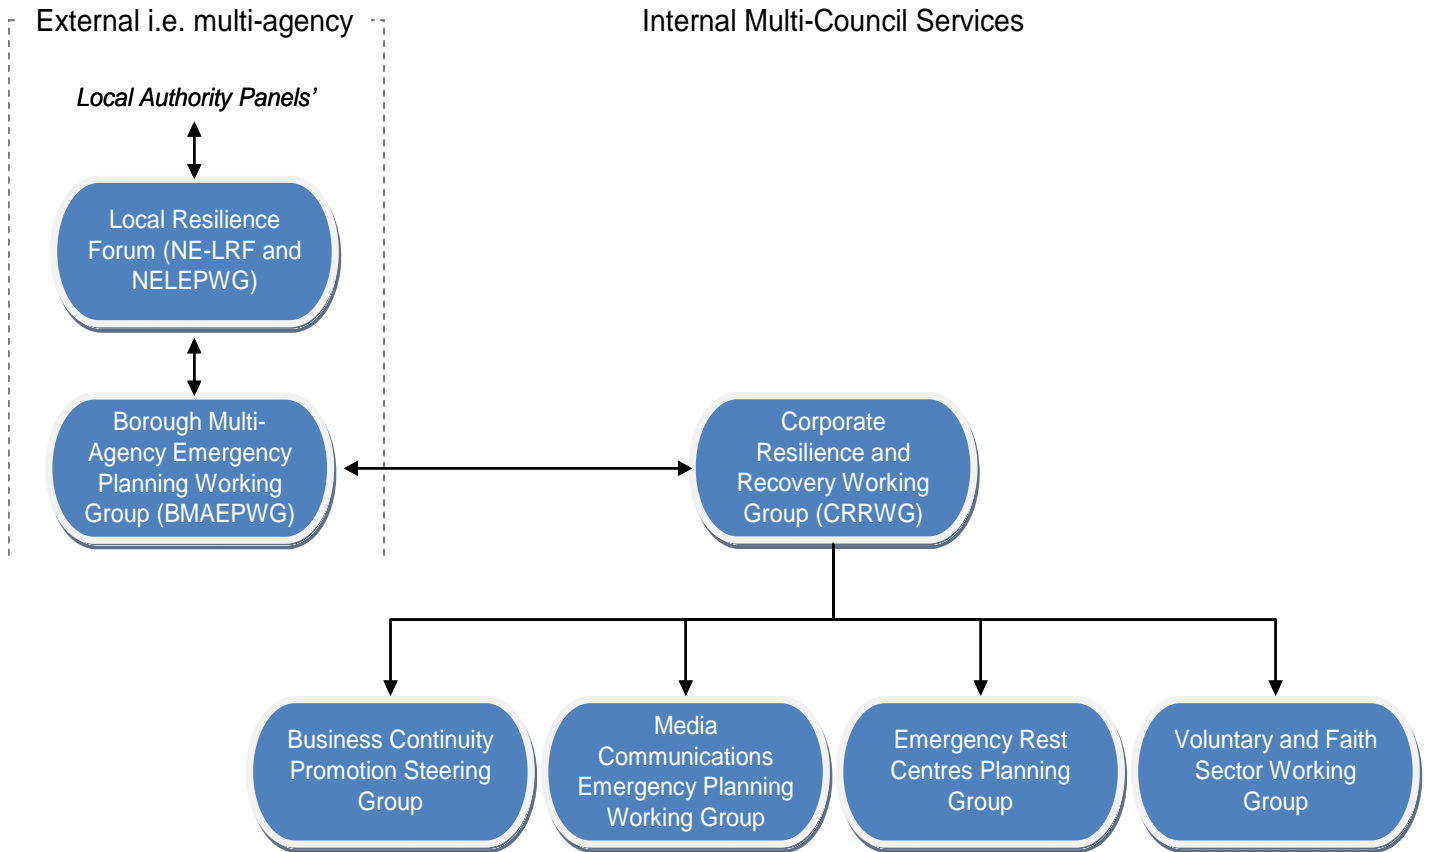 External i.e. multi-agency
Internal Multi-Council Services
Local Authority Panels’
Local Resilience
Forum (NE-LRF and
NELEPWG)
Borough Multi-
Agency Emergency
Planning Working
Group (BMAEPWG)
Corporate
Resilience and
Recovery Working
Group (CRRWG)
Business Continuity
Promotion Steering
Group
Media
Communications
Emergency Planning
Working Group
Emergency Rest
Centres Planning
Group
Voluntary and Faith
Sector Working
Group